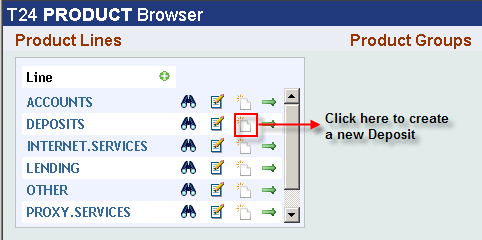 T24 PRODUCT Browser
Product Lines
Product Groups
Line
ACCOUNTS
DEPOSITS
INTERNET.SERVICES
LENDING
OTHER
PROXY.SERVICES
Click here to create
a new Deposit